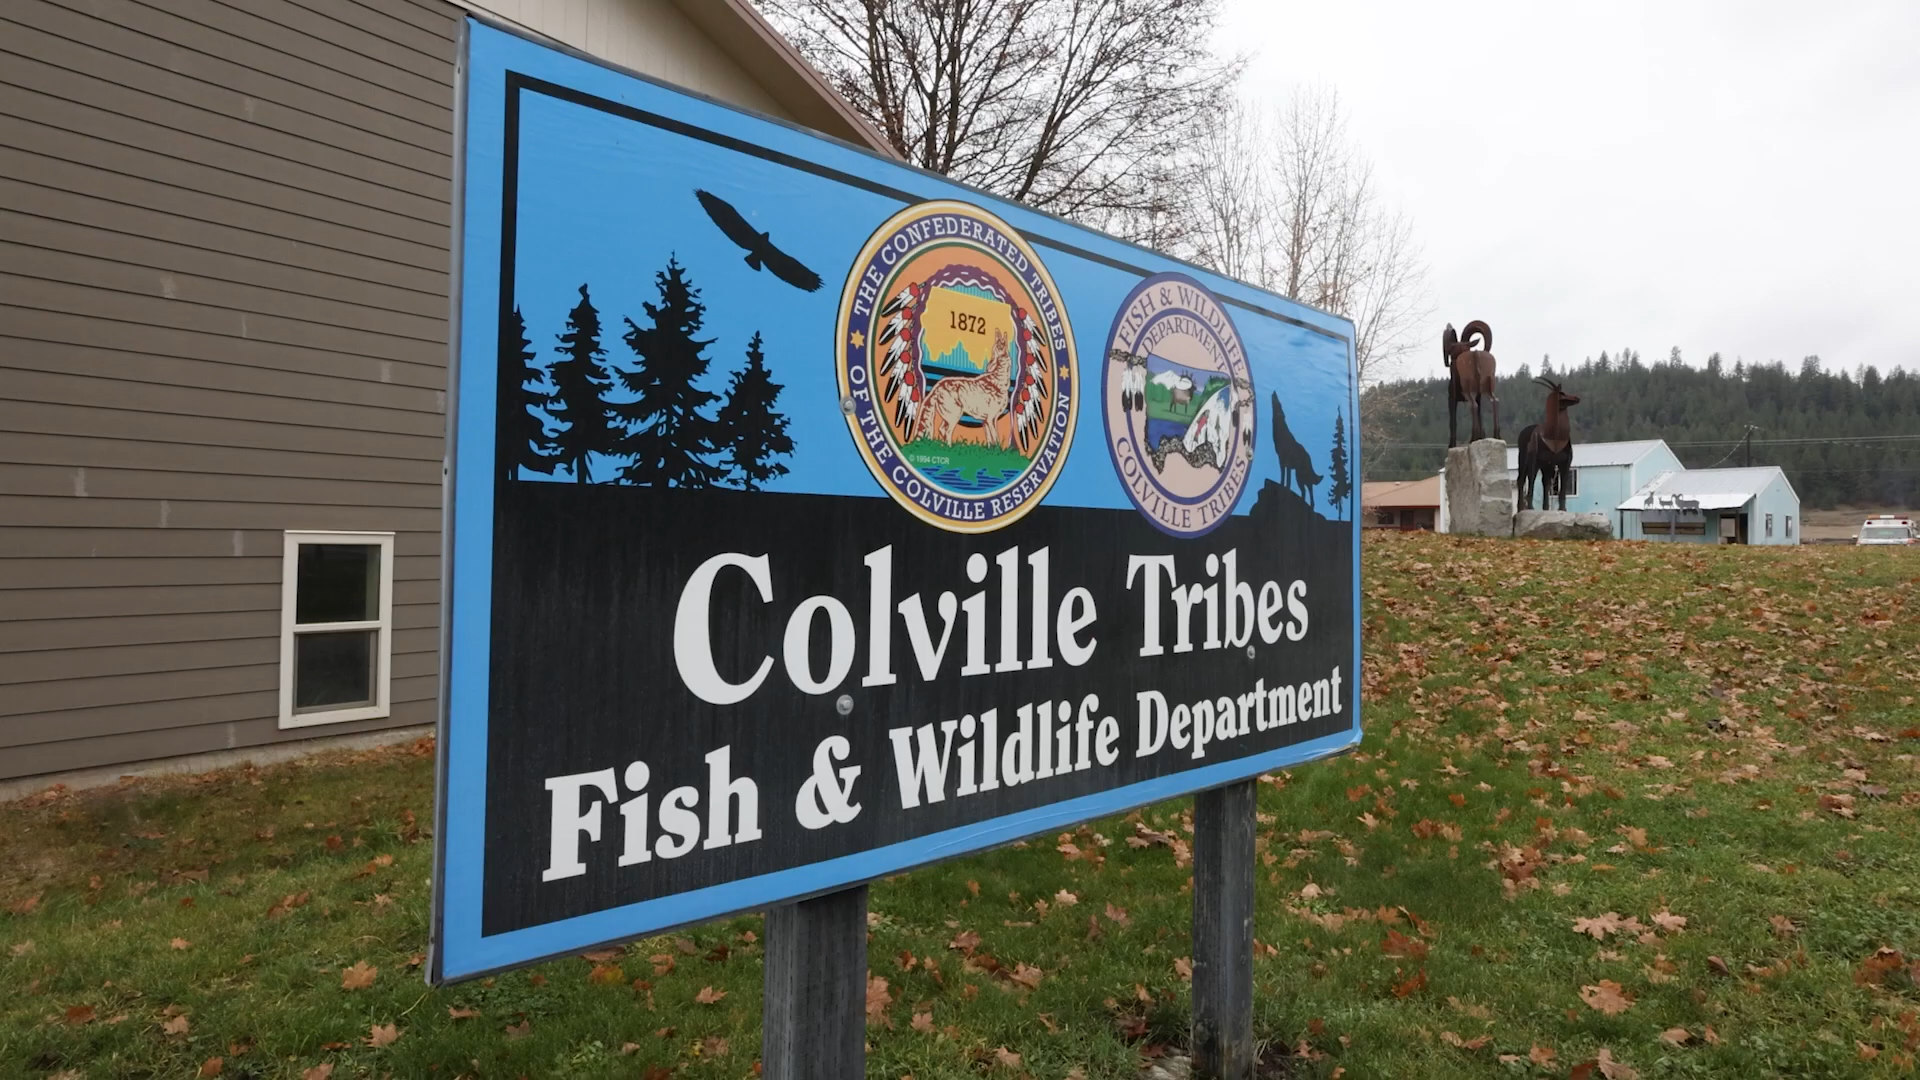 THE CONFEDERATED TRIBES
OF THE COLVILLE RESERVATION
1872
© 1994 CTCR
FISH & WILDLIFE
DEPARTMENT
COLVILLE TRIBES
Colville Tribes
Fish & Wildlife Department